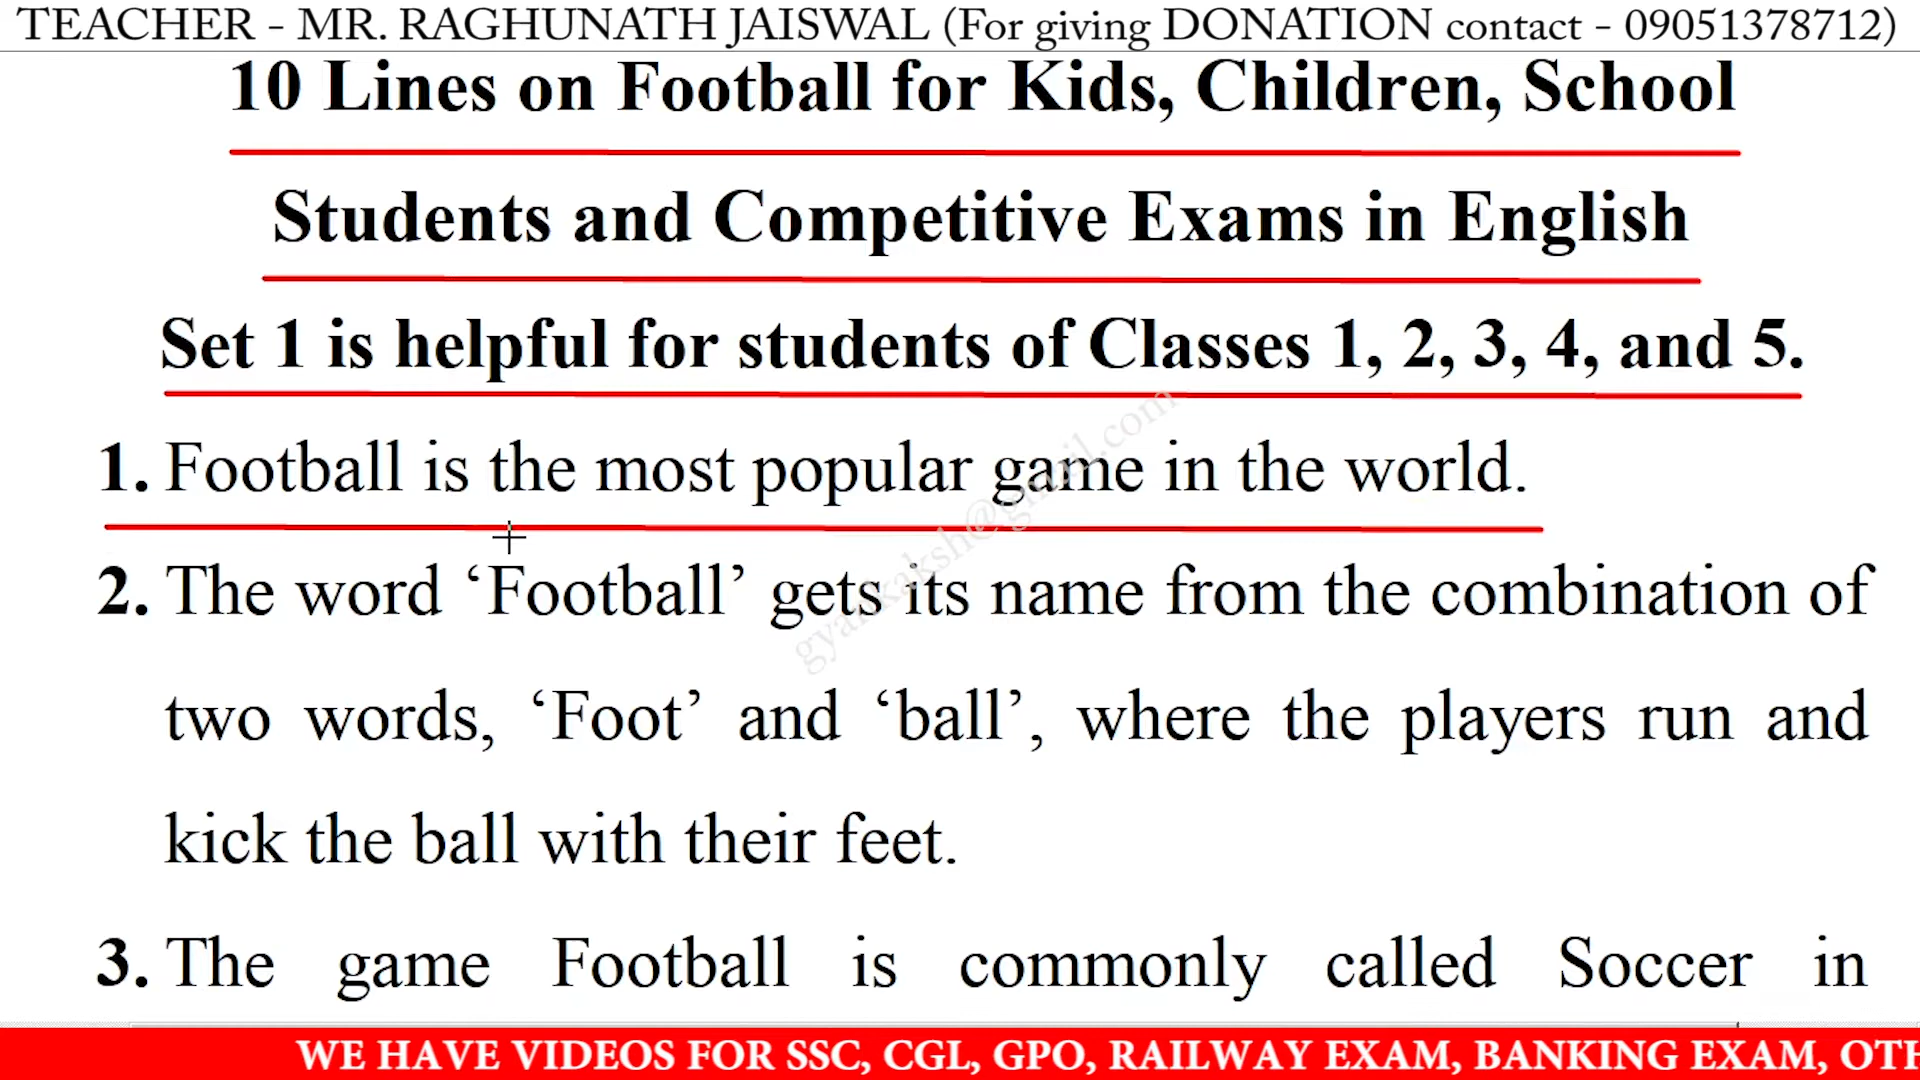 TEACHER - MR. RAGHUNATH JAISWAL (For giving DONATION contact - 09051378712)
10 Lines on Football for Kids, Children, School
Students and Competitive Exams in English
Set 1 is helpful for students of Classes 1, 2, 3, 4, and 5.
1. Football is the most popular game in the world.
2. The word ‘Football’ gets its name from the combination of
two words, ‘Foot’ and ‘ball’, where the players run and
kick the ball with their feet.
3. The game Football is commonly called Soccer in
WE HAVE VIDEOS FOR SSC, CGL, GPO, RAILWAY EXAM, BANKING EXAM, OTH